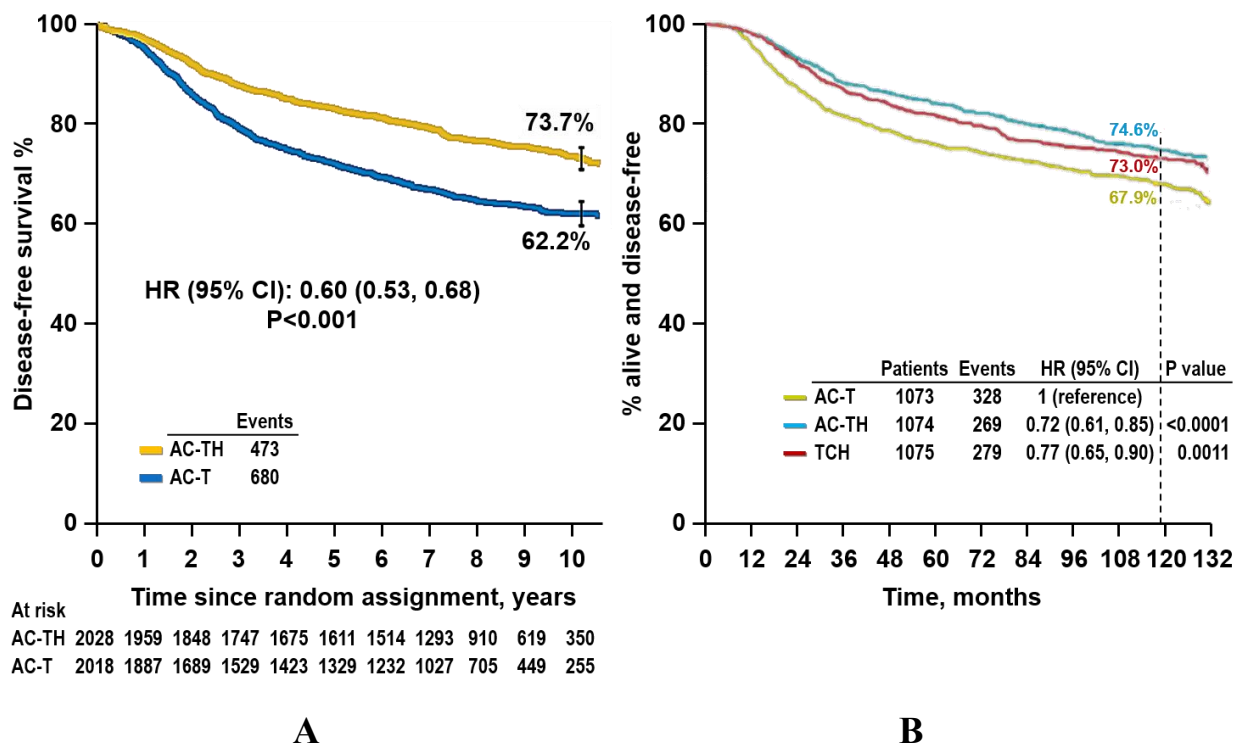 100
80
60
40
20
0
Disease-free survival %
73.7%
62.2%
HR (95% CI): 0.60 (0.53, 0.68)
P<0.001
Events
AC-TH 473
AC-T 680
0 1 2 3 4 5 6 7 8 9 10
Time since random assignment, years
At risk
AC-TH 2028 1959 1848 1747 1675 1611 1514 1293 910 619 350
AC-T 2018 1887 1689 1529 1423 1329 1232 1027 705 449 255
A
100
80
60
40
20
0
% alive and disease-free
74.6%
73.0%
67.9%
Patients Events HR (95% CI) P value
AC-T 1073 328 1 (reference)
AC-TH 1074 269 0.72 (0.61, 0.85) <0.0001
TCH 1075 279 0.77 (0.65, 0.90) 0.0011
0 12 24 36 48 60 72 84 96 108 120 132
Time, months
B